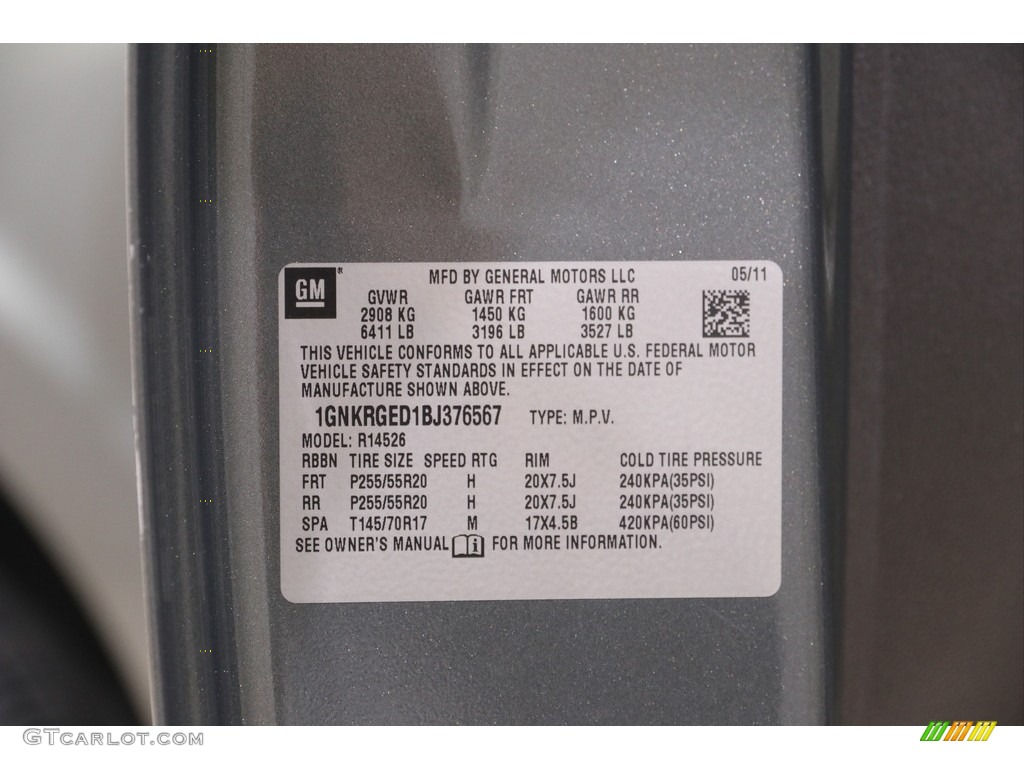 GM ® MFD BY GENERAL MOTORS LLC 05/11
GVWR GAWR FRT GAWR RR
2908 KG 1450 KG 1600 KG
6411 LB 3196 LB 3527 LB
THIS VEHICLE CONFORMS TO ALL APPLICABLE U.S. FEDERAL MOTOR
VEHICLE SAFETY STANDARDS IN EFFECT ON THE DATE OF
MANUFACTURE SHOWN ABOVE.
1GNKRGED1BJ376567 TYPE: M.P.V.
MODEL: R14526
RBBN TIRE SIZE SPEED RTG RIM COLD TIRE PRESSURE
FRT P255/55R20 H 20X7.5J 240KPA(35PSI)
RR P255/55R20 H 20X7.5J 240KPA(35PSI)
SPA T145/70R17 M 17X4.5B 420KPA(60PSI)
SEE OWNER'S MANUAL i FOR MORE INFORMATION.
GTCarlot.com